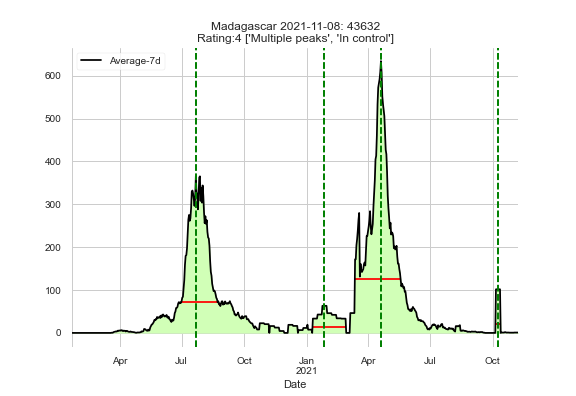 Madagascar 2021-11-08: 43632
Rating:4 ['Multiple peaks', 'In control']
Average-7d
600
500
400
300
200
100
0
Apr Jul Oct Jan Apr Jul Oct
2021
Date